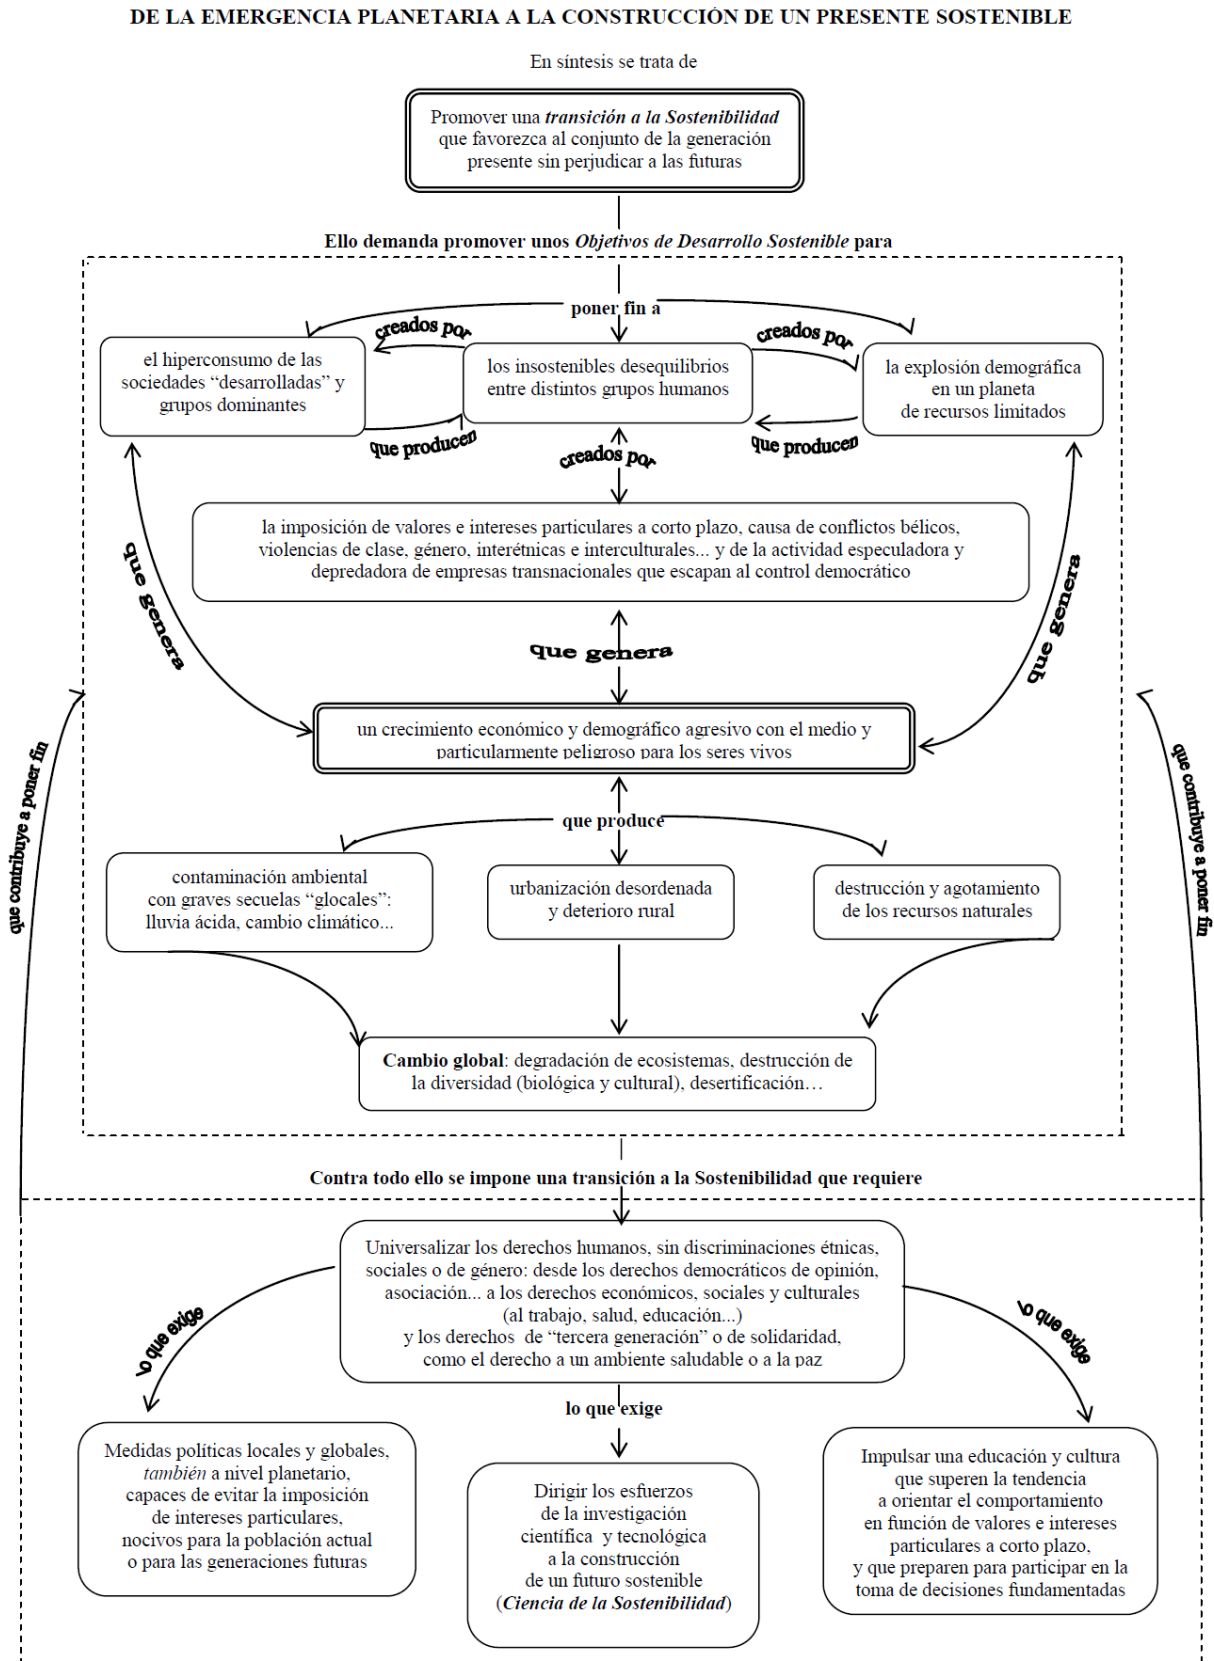 DE LA EMERGENCIA PLANETARIA A LA CONSTRUCCIÓN DE UN PRESENTE SOSTENIBLE
En síntesis se trata de
Promover una transición a la Sostenibilidad
que favorezca al conjunto de la generación
presente sin perjudicar a las futuras
Ello demanda promover unos Objetivos de Desarrollo Sostenible para
poner fin a
creados por
creados por
el hiperconsumo de las
sociedades “desarrolladas” y
grupos dominantes
los insostenibles desequilibrios
entre distintos grupos humanos
la explosión demográfica
en un planeta
de recursos limitados
que producen
que producen
creados por
la imposición de valores e intereses particulares a corto plazo, causa de conflictos bélicos,
violencias de clase, género, interétnicas e interculturales... y de la actividad especuladora y
depredadora de empresas transnacionales que escapan al control democrático
que genera
que genera
que genera
un crecimiento económico y demográfico agresivo con el medio y
particularmente peligroso para los seres vivos
que contribuye a poner fin
que contribuye a poner fin
que produce
contaminación ambiental
con graves secuelas “glocales”:
lluvia ácida, cambio climático...
urbanización desordenada
y deterioro rural
destrucción y agotamiento
de los recursos naturales
Cambio global: degradación de ecosistemas, destrucción de
la diversidad (biológica y cultural), desertificación…
Contra todo ello se impone una transición a la Sostenibilidad que requiere
Universalizar los derechos humanos, sin discriminaciones étnicas,
sociales o de género: desde los derechos democráticos de opinión,
asociación... a los derechos económicos, sociales y culturales
(al trabajo, salud, educación...)
y los derechos de “tercera generación” o de solidaridad,
como el derecho a un ambiente saludable o a la paz
lo que exige
lo que exige
lo que exige
Medidas políticas locales y globales,
también a nivel planetario,
capaces de evitar la imposición
de intereses particulares,
nocivos para la población actual
o para las generaciones futuras
Dirigir los esfuerzos
de la investigación
científica y tecnológica
a la construcción
de un futuro sostenible
(Ciencia de la Sostenibilidad)
Impulsar una educación y cultura
que superen la tendencia
a orientar el comportamiento
en función de valores e intereses
particulares a corto plazo,
y que preparen para participar en la
toma de decisiones fundamentadas